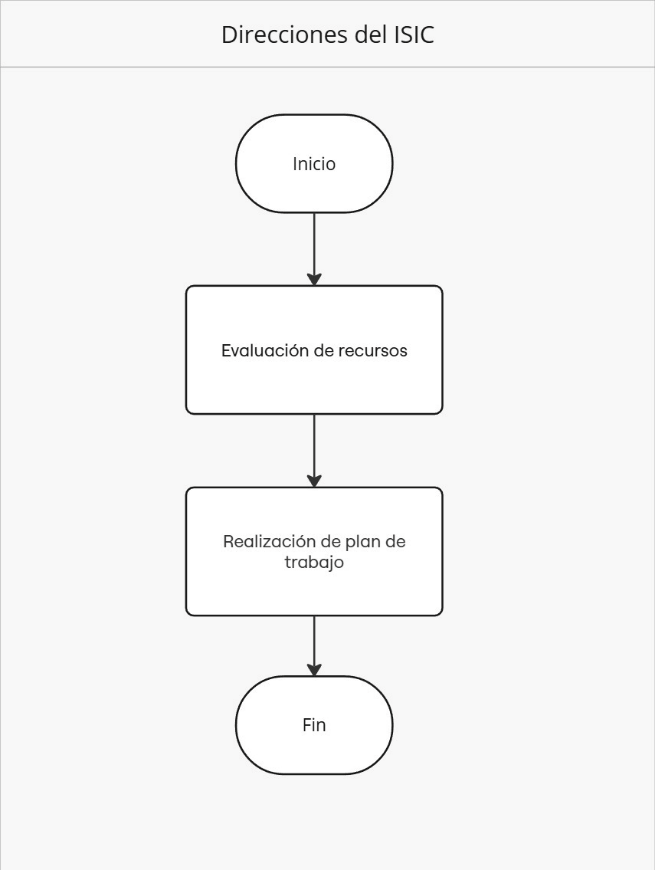 Direcciones del ISIC
Inicio
Evaluación de recursos
Realización de plan de
trabajo
Fin